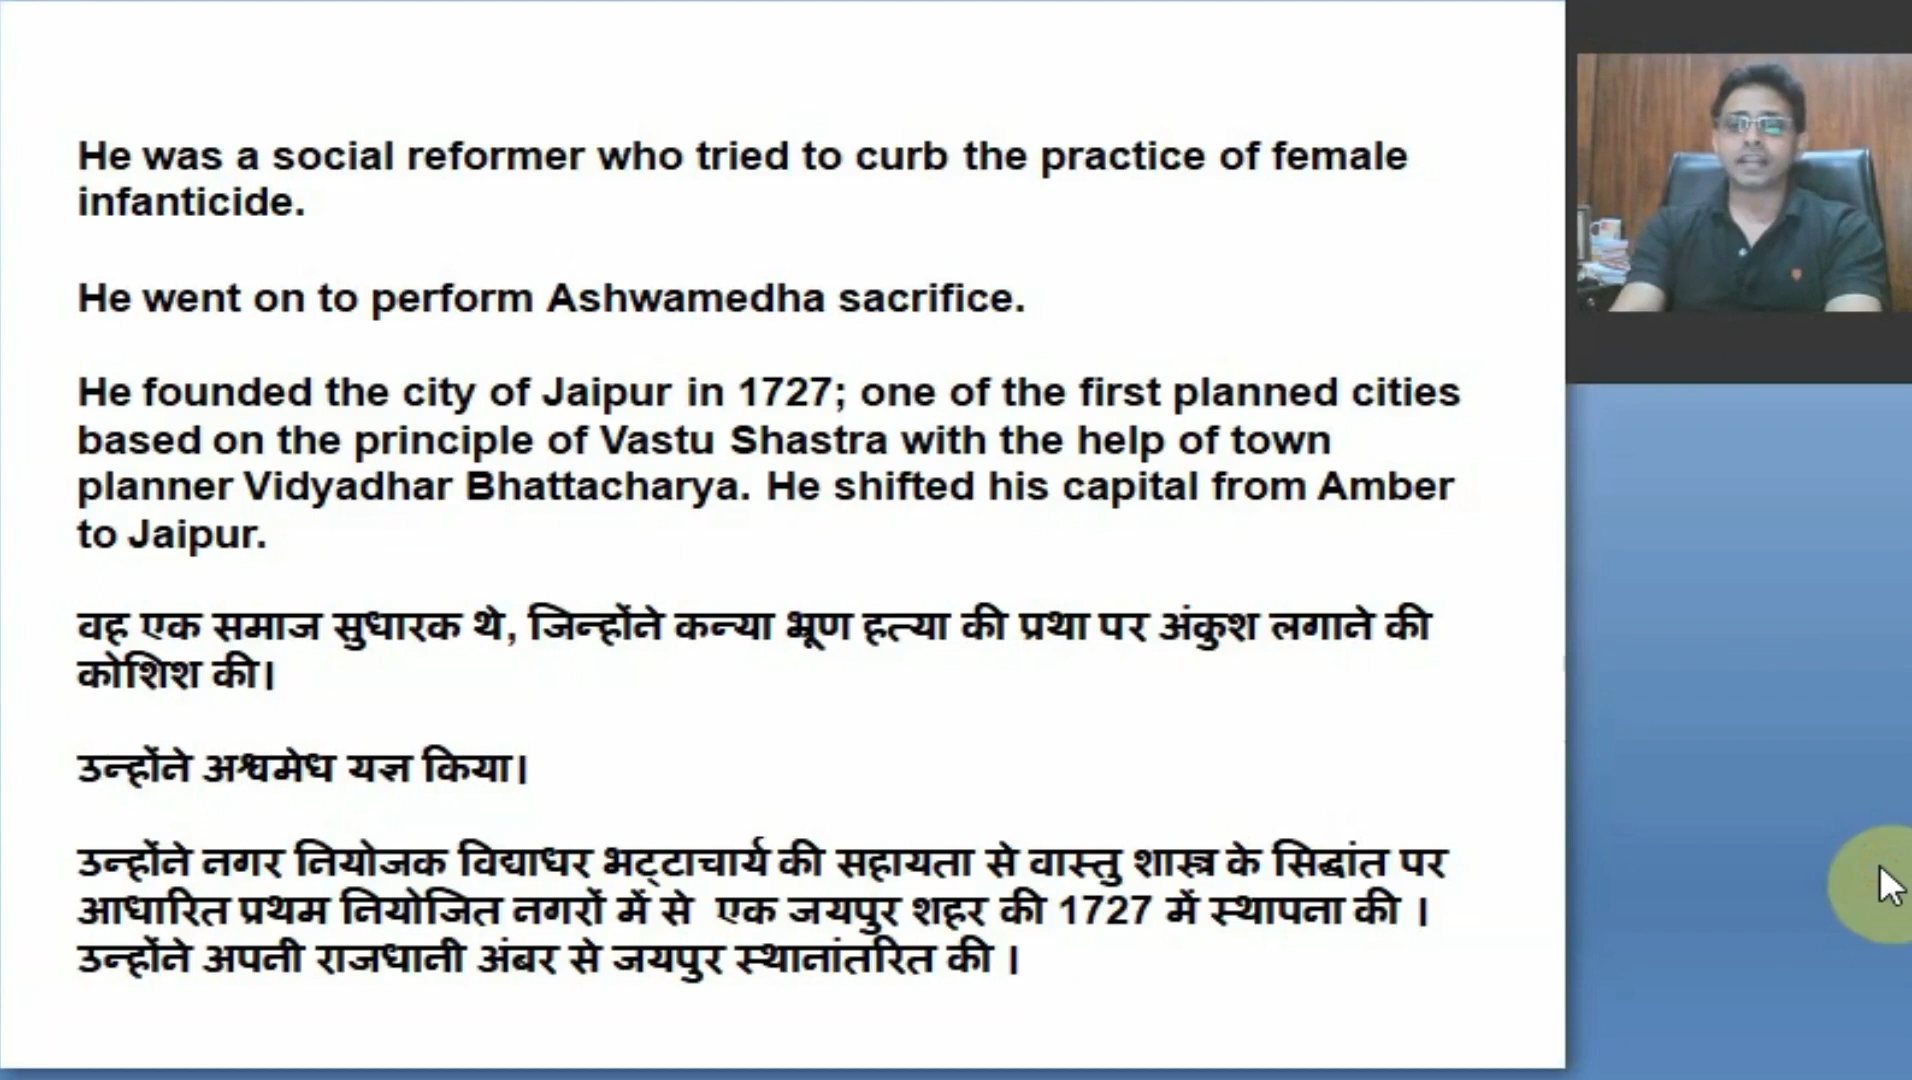 He was a social reformer who tried to curb the practice of female
infanticide.
He went on to perform Ashwamedha sacrifice.
He founded the city of Jaipur in 1727; one of the first planned cities
based on the principle of Vastu Shastra with the help of town
planner Vidyadhar Bhattacharya. He shifted his capital from Amber
to Jaipur.
वह एक समाज सुधारक थे, जिन्होंने कन्या भ्रूण हत्या की प्रथा पर अंकुश लगाने की
कोशिश की।
उन्होंने अश्वमेध यज्ञ किया।
उन्होंने नगर नियोजक विद्याधर भट्टाचार्य की सहायता से वास्तु शास्त्र के सिद्धांत पर
आधारित प्रथम नियोजित नगरों में से एक जयपुर शहर की 1727 में स्थापना की ।
उन्होंने अपनी राजधानी अंबर से जयपुर स्थानांतरित की ।